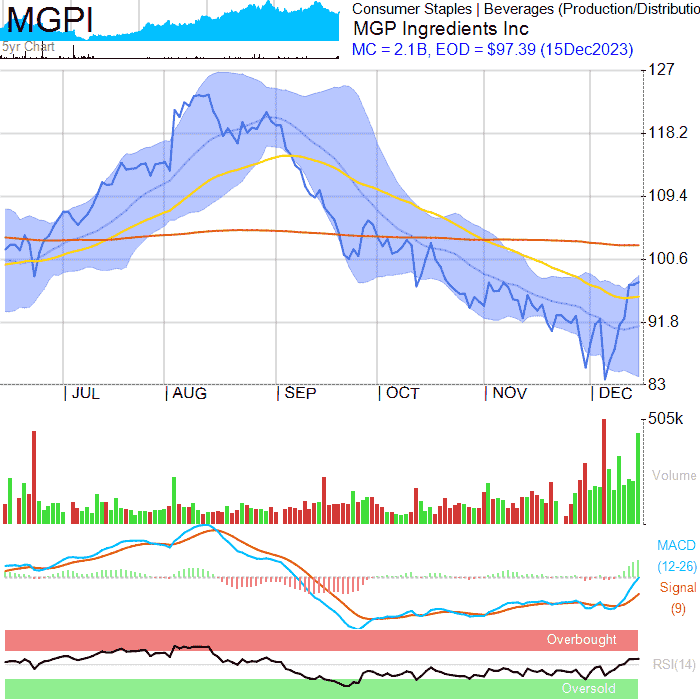 MGPI
5yr Chart
Consumer Staples | Beverages (Production/Distributio
MGP Ingredients Inc
MC = 2.1B, EOD = $97.39 (15Dec2023)
127
118.2
109.4
100.6
91.8
83
JUL
AUG
SEP
OCT
NOV
DEC
505k
Volume
MACD
(12-26)
Signal
(9)
Overbought
RSI(14)
Oversold